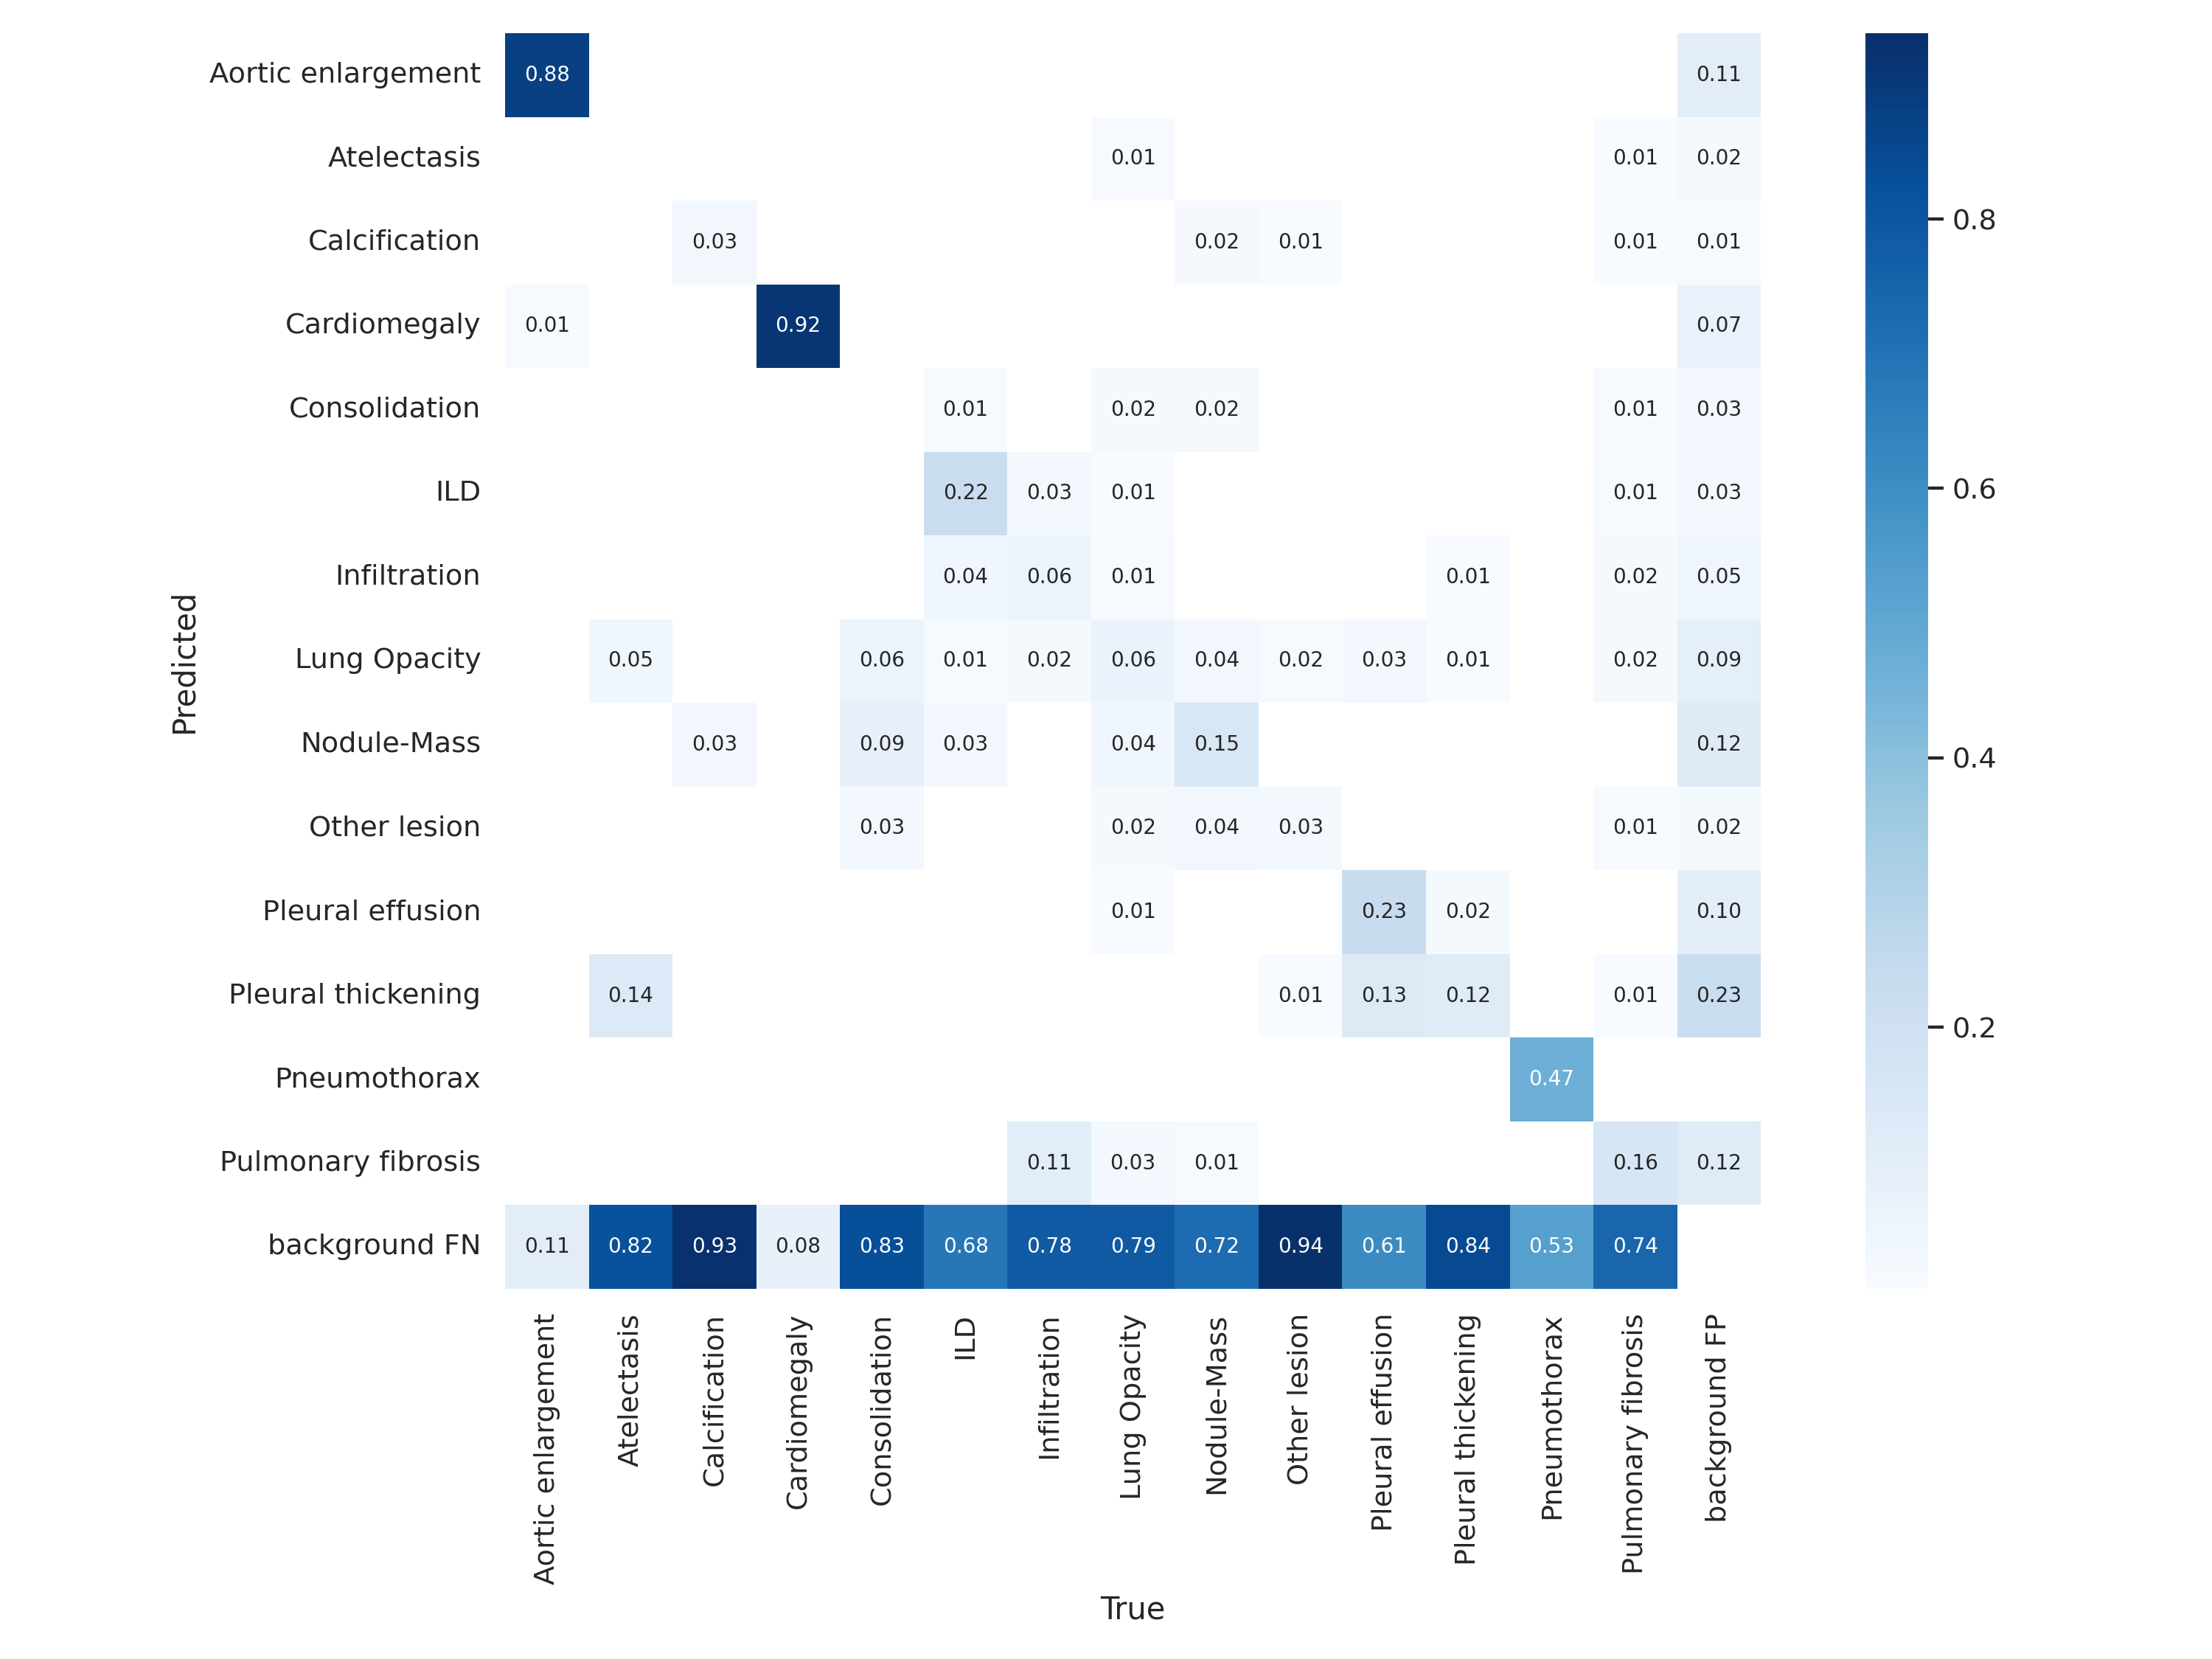 Aortic enlargement 0.88 0.11
Atelectasis 0.01 0.01 0.02
Calcification 0.03 0.02 0.01 0.01 0.01
Cardiomegaly 0.01 0.92 0.07
Consolidation 0.01 0.02 0.02 0.01 0.03
ILD 0.22 0.03 0.01 0.01 0.03
Infiltration 0.04 0.06 0.01 0.01 0.02 0.05
Lung Opacity 0.05 0.06 0.01 0.02 0.06 0.04 0.02 0.03 0.01 0.02 0.09
Nodule-Mass 0.03 0.09 0.03 0.04 0.15 0.12
Other lesion 0.03 0.02 0.04 0.03 0.01 0.02
Pleural effusion 0.01 0.23 0.02 0.10
Pleural thickening 0.14 0.01 0.13 0.12 0.01 0.23
Pneumothorax 0.47
Pulmonary fibrosis 0.11 0.03 0.01 0.16 0.12
background FN 0.11 0.82 0.93 0.08 0.83 0.68 0.78 0.79 0.72 0.94 0.61 0.84 0.53 0.74
Predicted
Aortic enlargement
Atelectasis
Calcification
Cardiomegaly
Consolidation
ILD
Infiltration
Lung Opacity
Nodule-Mass
Other lesion
Pleural effusion
Pleural thickening
Pneumothorax
Pulmonary fibrosis
background FP
True
0.8
0.6
0.4
0.2